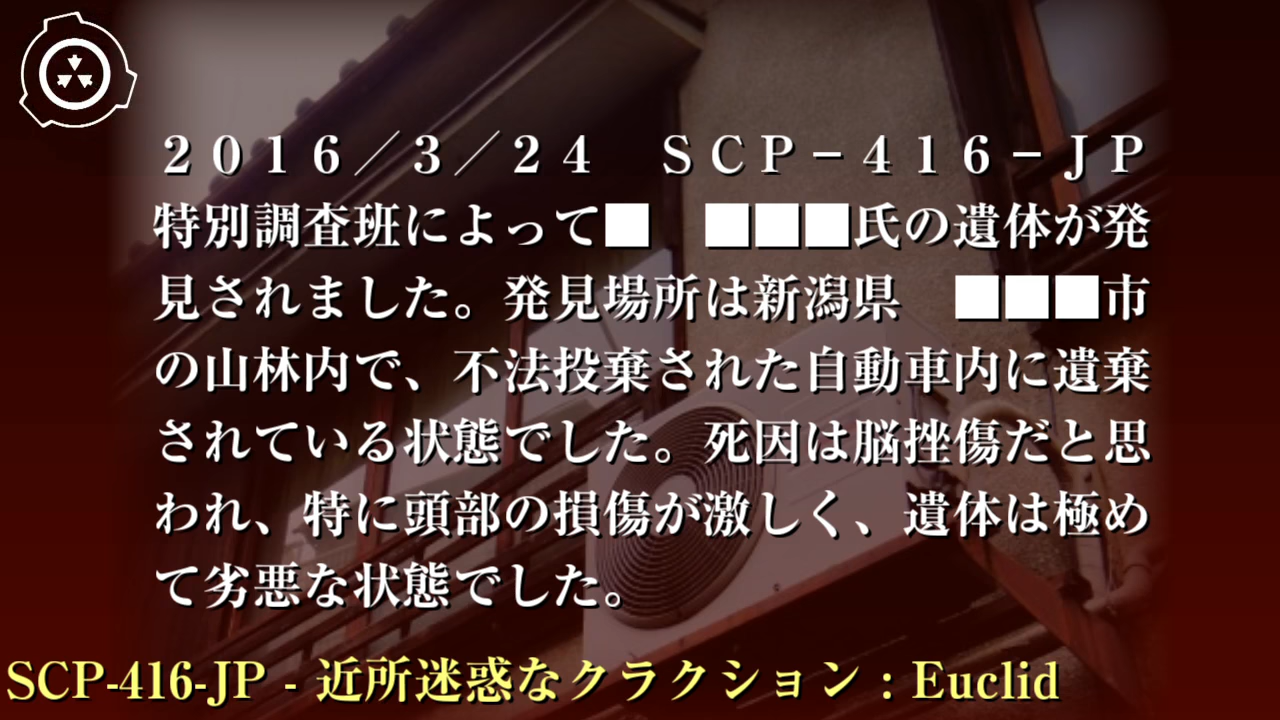 ２０１６／３／２４　ＳＣＰ－４１６－ＪＰ
特別調査班によって■　■■■氏の遺体が発
見されました。発見場所は新潟県　■■■市
の山林内で、不法投棄された自動車内に遺棄
されている状態でした。死因は脳挫傷だと思
われ、特に頭部の損傷が激しく、遺体は極め
て劣悪な状態でした。
SCP-416-JP - 近所迷惑なクラクション : Euclid